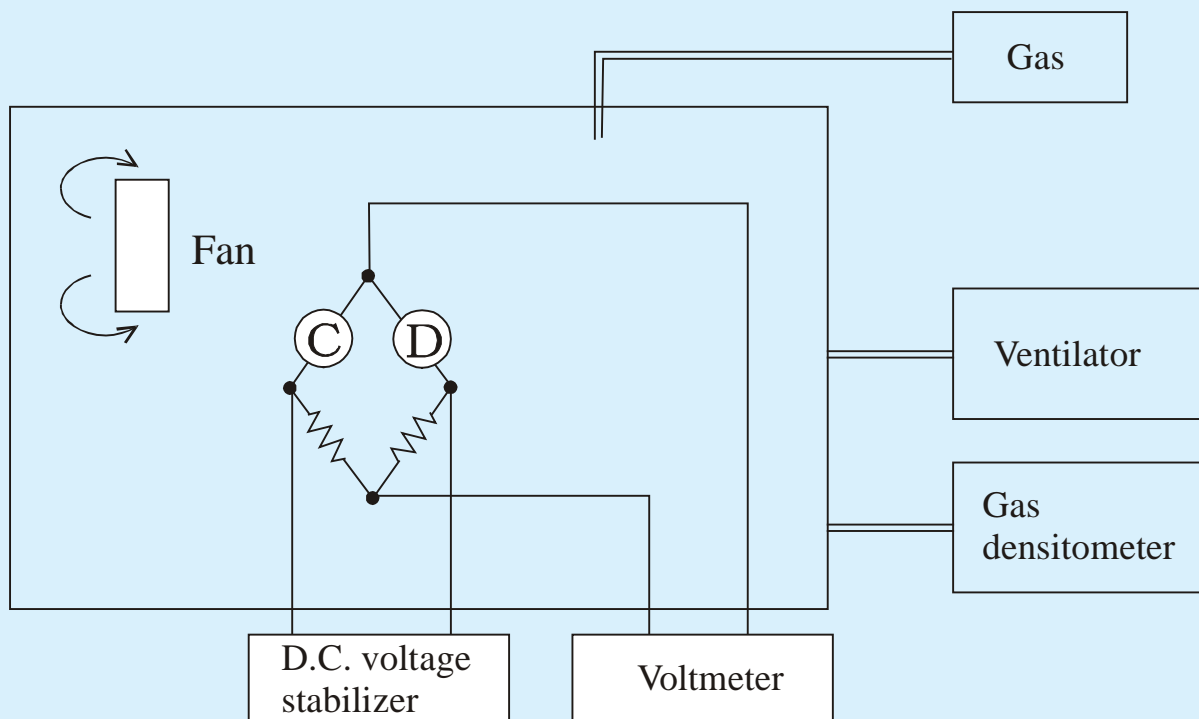 Gas
Fan
C D
Ventilator
Gas
densitometer
D.C. voltage
stabilizer
Voltmeter